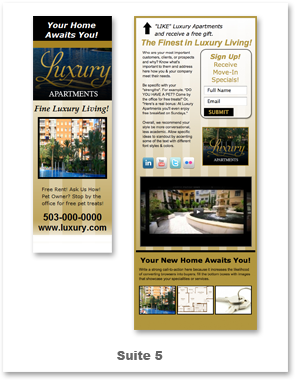 Your Home
Awaits You!
Luxury
APARTMENTS
Fine Luxury Living!
Free Rent! Ask Us How!
Pet Owner? Stop by the
office for free pet treats!
503-000-0000
www.luxury.com
"LIKE" Luxury Apartments
and receive a free gift.
The Finest in Luxury Living!
Who are your most important
customers, clients, or prospects
and why? Know what's
important to them and address
here how you & your company
meet their needs.
Be specific with your
"strengths". For example, "DO
YOU HAVE A PET? Come by
the office for free treats!" Or,
"Here's a real bonus: At Luxury
Apartments you'll even enjoy
free breakfast on Sundays."
Overall, we recommend your
style be more conversational,
less academic. Allow specific
ideas to standout by accenting
some of the text with different
font styles & colors.
Sign Up!
Receive
Move-In
Specials!
Full Name
Email
SUBMIT
Luxury
APARTMENTS
in
You Tube
Your New Home Awaits You!
Write a strong call to action here because it increases the likelihood
of converting browsers into buyers. Fill the bottom boxes with images
that showcase your specialties or services.
Suite 5